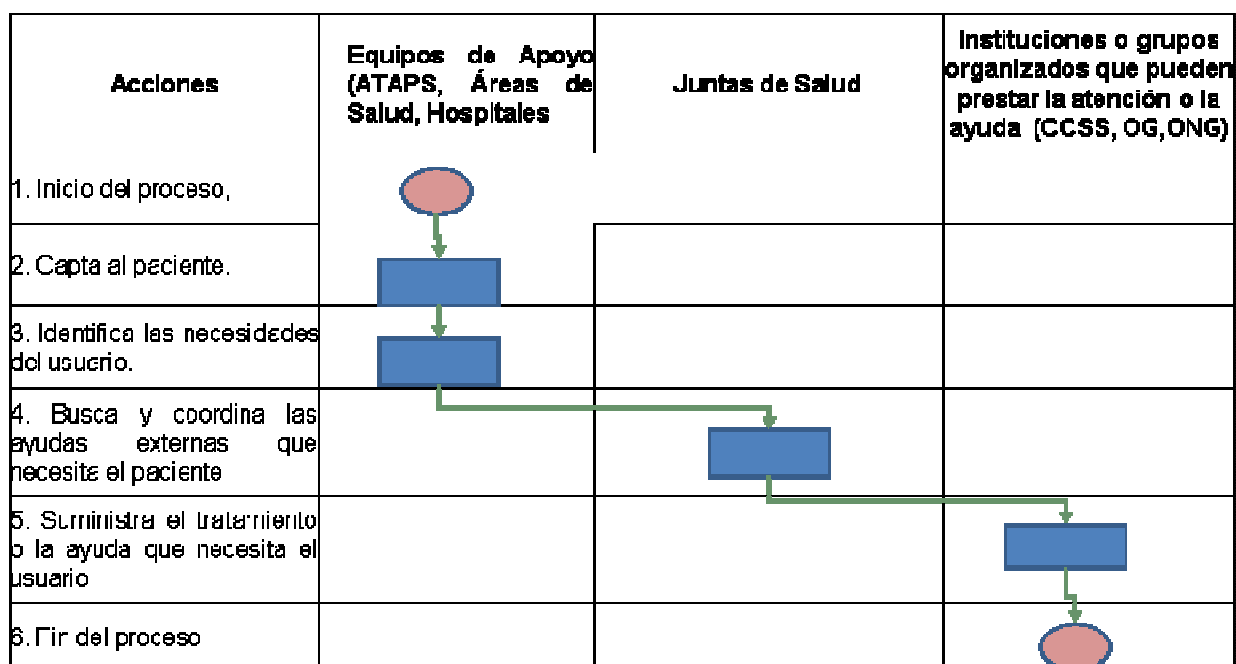 Acciones
Equipos de Apoyo
(ATAPS, Áreas de
Salud, Hospitales
Juntas de Salud
Instituciones o grupos
organizados que pueden
prestar la atención o la
ayuda (CCSS, OG,ONG)
1. Inicio del proceso,
2. Capta al paciente.
3. Identifica las necesidades
del usuario.
4. Busca y coordina las
ayudas externas que
necesita el paciente
5. Suministra el tratamiento
o la ayuda que necesita el
usuario
6. Fin del proceso